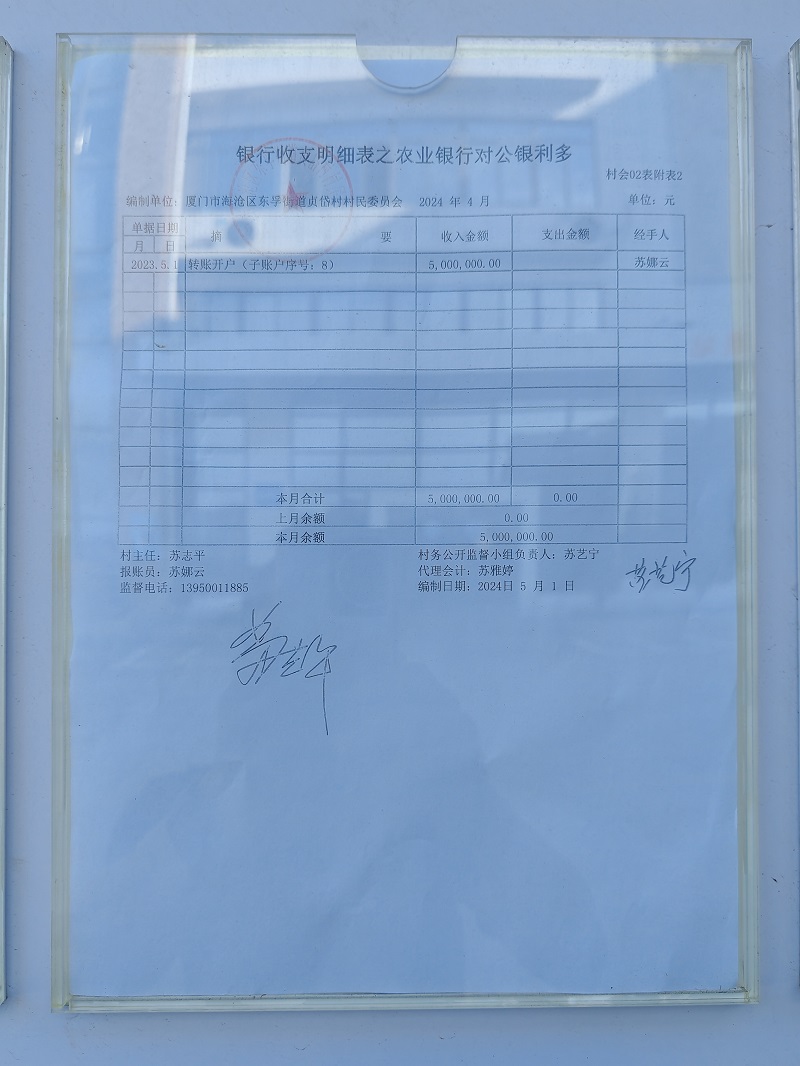 银行收支明细表之农业银行对公银利多
村会02表附表2
编制单位：厦门市海沧区东孚街道贞岱村村民委员会 2024 年 4 月 单位：元
单据日期 摘 要 收入金额 支出金额 经手人
月 日
2023.5.1 转账开户（子账户序号：8） 5,000,000.00 苏娜云
本月合计 5,000,000.00 0.00
上月余额 0.00
本月余额 5,000,000.00
村主任：苏志平 村务公开监督小组负责人：苏艺宁
报账员：苏娜云 代理会计：苏雅婷 苏艺宁
监督电话：13950011885 编制日期：2024日 5 月 1 日